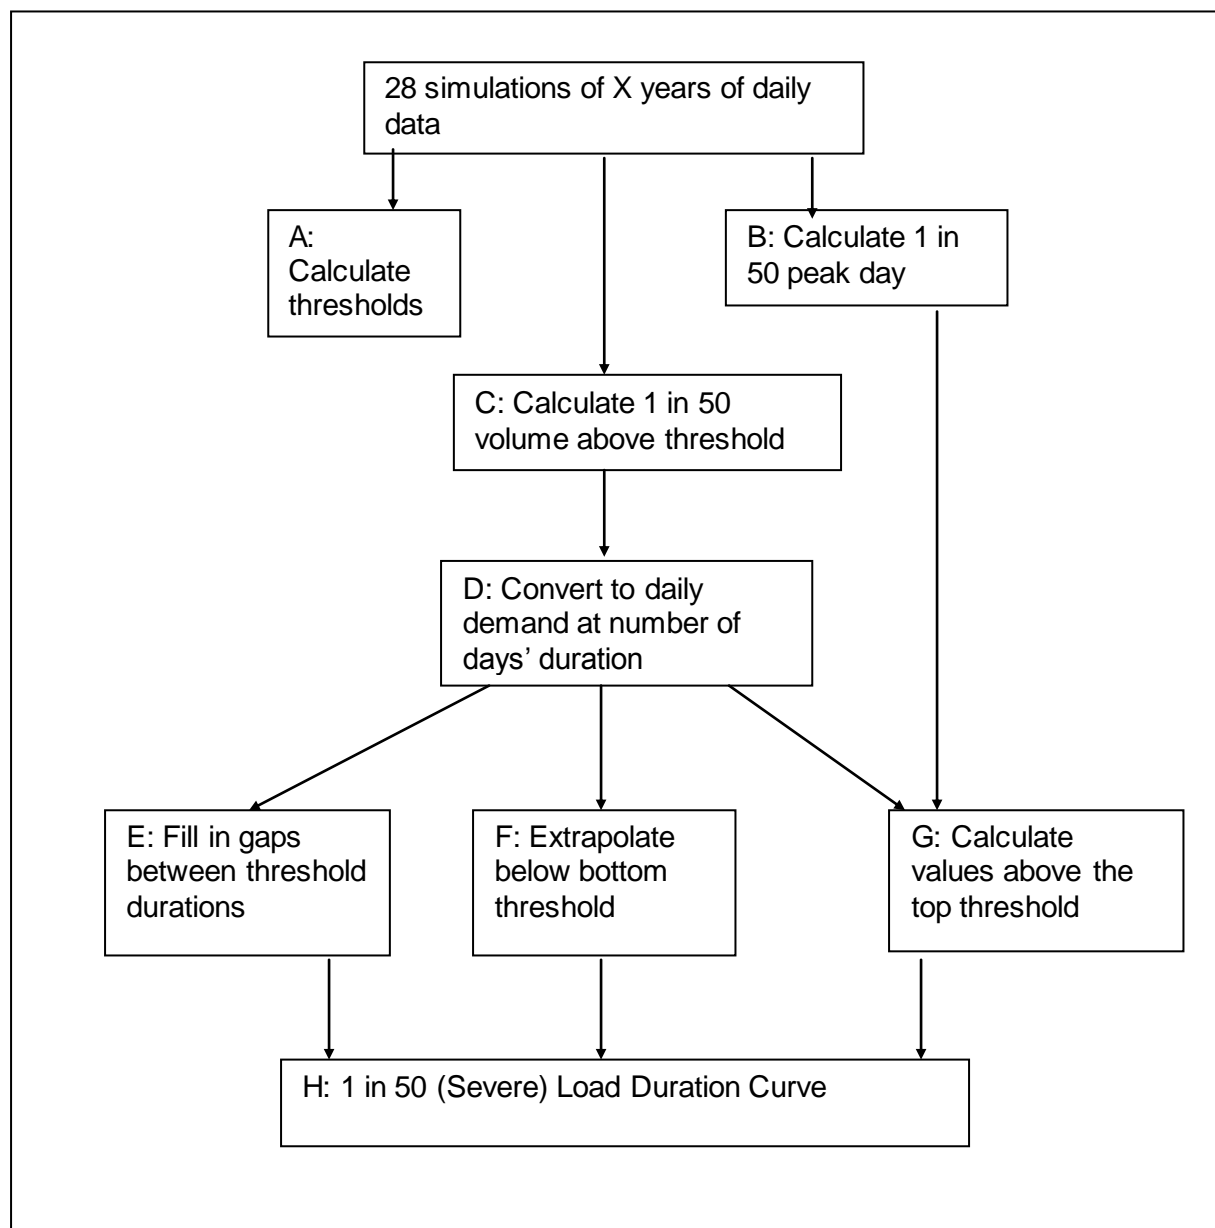 28 simulations of X years of daily
data
A:
Calculate
thresholds
B: Calculate 1 in
50 peak day
C: Calculate 1 in 50
volume above threshold
D: Convert to daily
demand at number of
days’ duration
E: Fill in gaps
between threshold
durations
F: Extrapolate
below bottom
threshold
G: Calculate
values above the
top threshold
H: 1 in 50 (Severe) Load Duration Curve